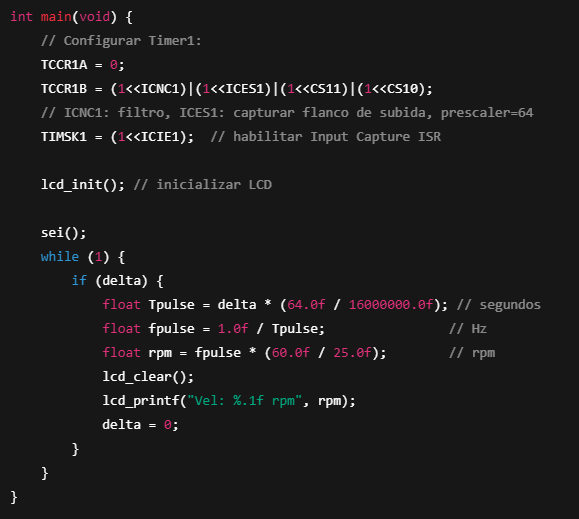 int main(void) {
// Configurar Timer1:
TCCR1A = 0;
TCCR1B = (1<<ICNC1)|(1<<ICES1)|(1<<CS11)|(1<<CS10);
// ICNC1: filtro, ICES1: capturar flanco de subida, prescaler=64
TIMSK1 = (1<<ICIE1);  // habilitar Input Capture ISR
lcd_init(); // inicializar LCD
sei();
while (1) {
if (delta) {
float Tpulse = delta * (64.0f / 16000000.0f); // segundos
float fpulse = 1.0f / Tpulse;                // Hz
float rpm = fpulse * (60.0f / 25.0f);        // rpm
lcd_clear();
lcd_printf("Vel: %.1f rpm", rpm);
delta = 0;
}
}
}